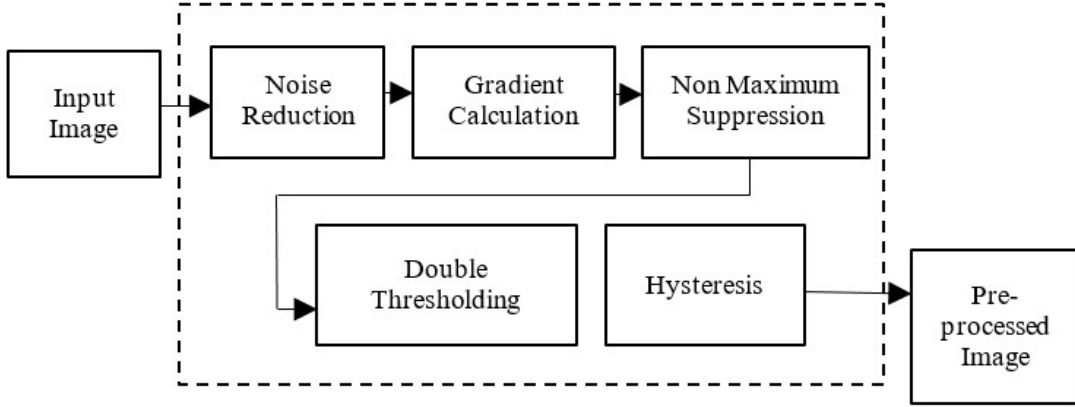 Input
Image
Noise
Reduction
Gradient
Calculation
Non Maximum
Suppression
Double
Thresholding
Hysteresis
Pre-
processed
Image